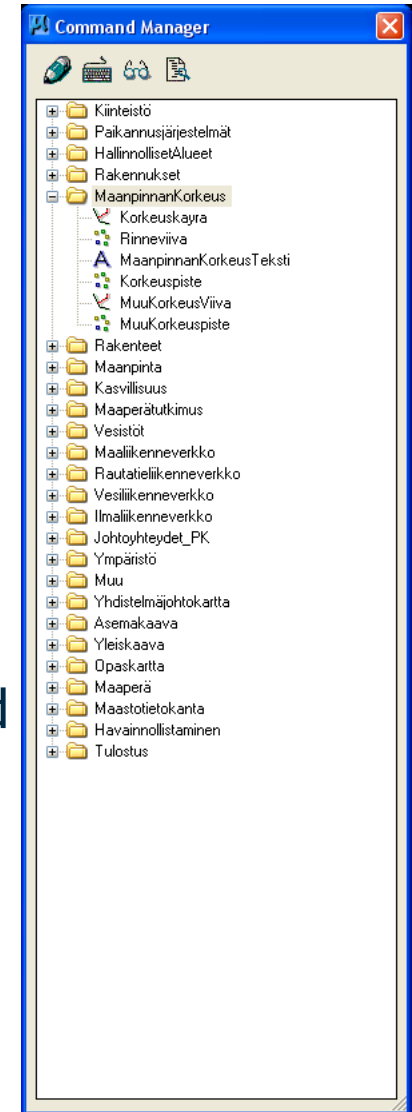 Command Manager
Kiinteistö
Paikannusjärjestelmät
HallinnollisetAlueet
Rakennukset
MaanpinnanKorkeus
Korkeuskayra
Rinneviiva
MaanpinnanKorkeusTeksti
Korkeuspiste
MuuKorkeusViiva
MuuKorkeuspiste
Rakenteet
Maanpinta
Kasvillisuus
Maaperätutkimus
Vesistöt
Maaliikenneverkko
Rautatieliikenneverkko
Vesiliikenneverkko
Ilmaliikenneverkko
Johtoyhteydet_PK
Ympäristö
Muu
Yhdistelmäjohtokartta
Asemakaava
Yleiskaava
Opaskartta
Maaperä
Maastotietokanta
Havainnollistaminen
Tulostus